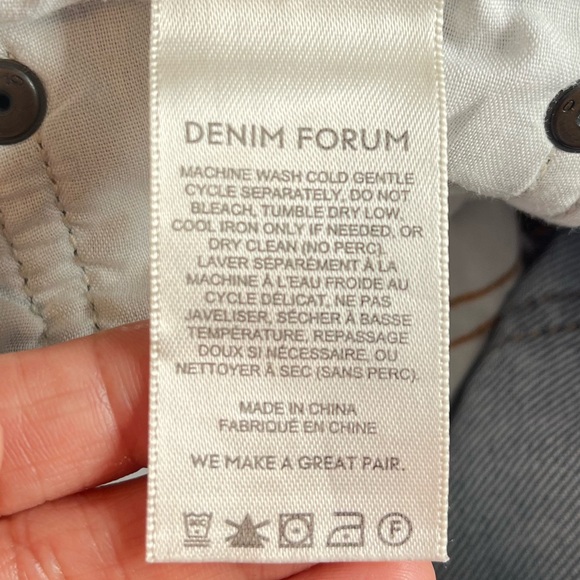 DENIM FORUM
MACHINE WASH COLD GENTLE
CYCLE SEPARATELY. DO NOT
BLEACH, TUMBLE DRY LOW,
COOL IRON ONLY IF NEEDED, OR
DRY CLEAN (NO PERC).
LAVER SÉPARÉMENT À LA
MACHINE À L'EAU FROIDE AU
CYCLE DÉLICAT. NE PAS
JAVELISER, SÉCHER À BASSE
TEMPÉRATURE, REPASSAGE
DOUX SI NÉCESSAIRE, OU
NETTOYER À SEC (SANS PERC).
MADE IN CHINA
FABRIQUÉ EN CHINE
WE MAKE A GREAT PAIR.
F